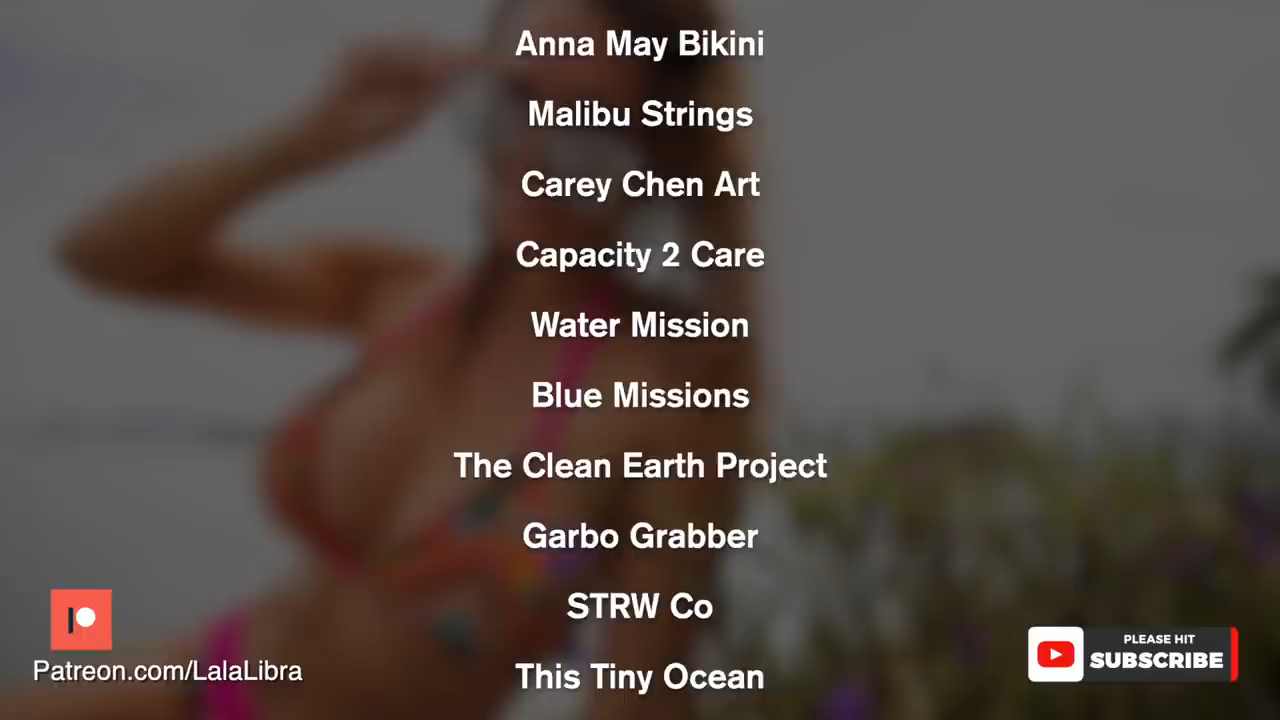 Anna May Bikini
Malibu Strings
Carey Chen Art
Capacity 2 Care
Water Mission
Blue Missions
The Clean Earth Project
Garbo Grabber
STRW Co
This Tiny Ocean
Patreon.com/LalaLibra
PLEASE HIT
SUBSCRIBE